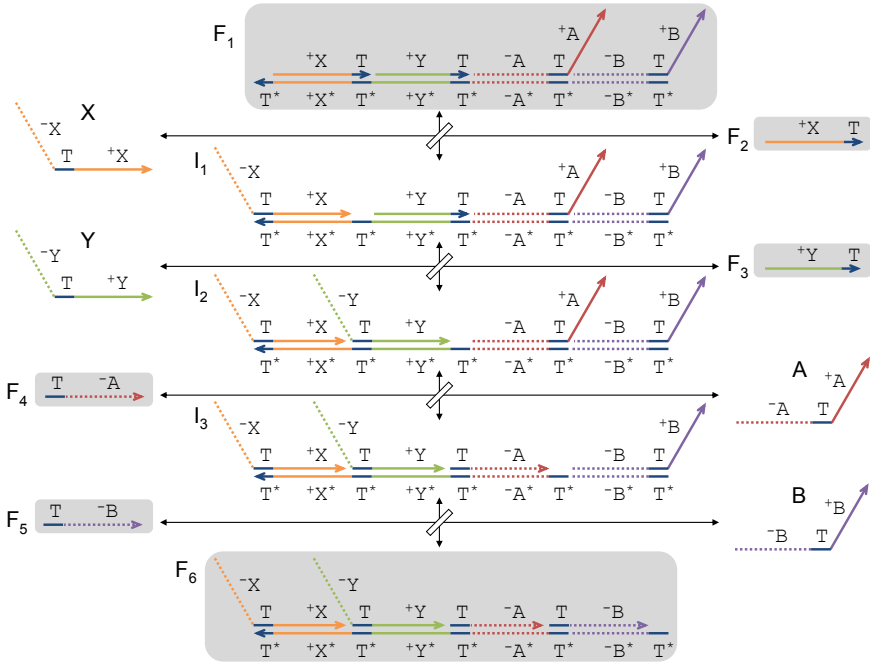 F1
+X T +Y T -A T +A -B T +B
T* +X* T* +Y* T* -A* T* -B* T*
X
-X T +X
F2
+X T
I1
-X T +X +Y T -A T +A -B T +B
T* +X* T* +Y* T* -A* T* -B* T*
Y
-Y T +Y
F3
+Y T
I2
-X T +X -Y T +Y -A T +A -B T +B
T* +X* T* +Y* T* -A* T* -B* T*
F4
T -A
A
-A T +A
I3
-X T +X -Y T +Y T -A -B T +B
T* +X* T* +Y* T* -A* T* -B* T*
F5
T -B
B
-B T +B
F6
-X T +X -Y T +Y T -A T -B
T* +X* T* +Y* T* -A* T* -B* T*